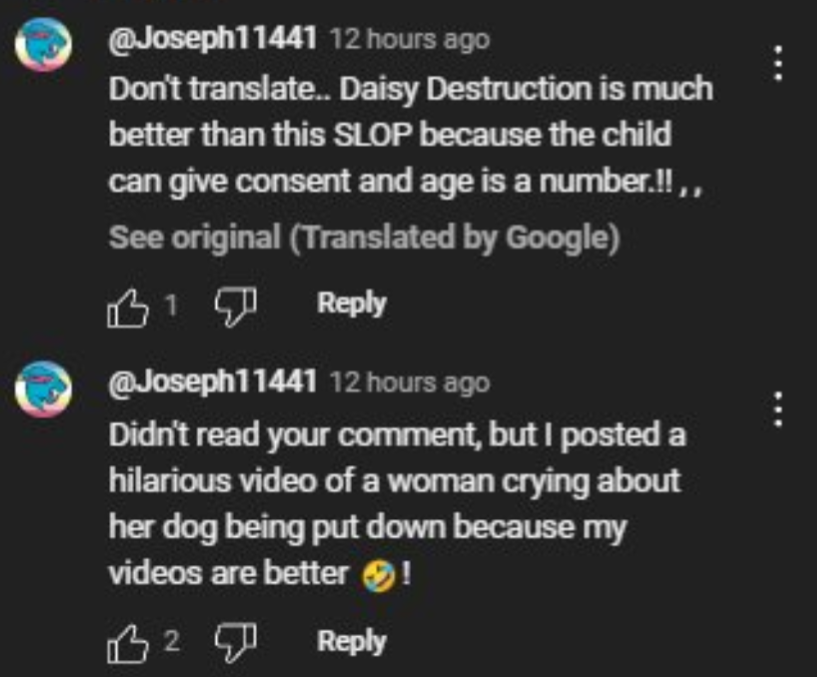 @Joseph11441 12 hours ago
Don't translate.. Daisy Destruction is much
better than this SLOP because the child
can give consent and age is a number.!! , ,
See original (Translated by Google)
1 Reply
@Joseph11441 12 hours ago
Didn't read your comment, but I posted a
hilarious video of a woman crying about
her dog being put down because my
videos are better 🤣!
2 Reply